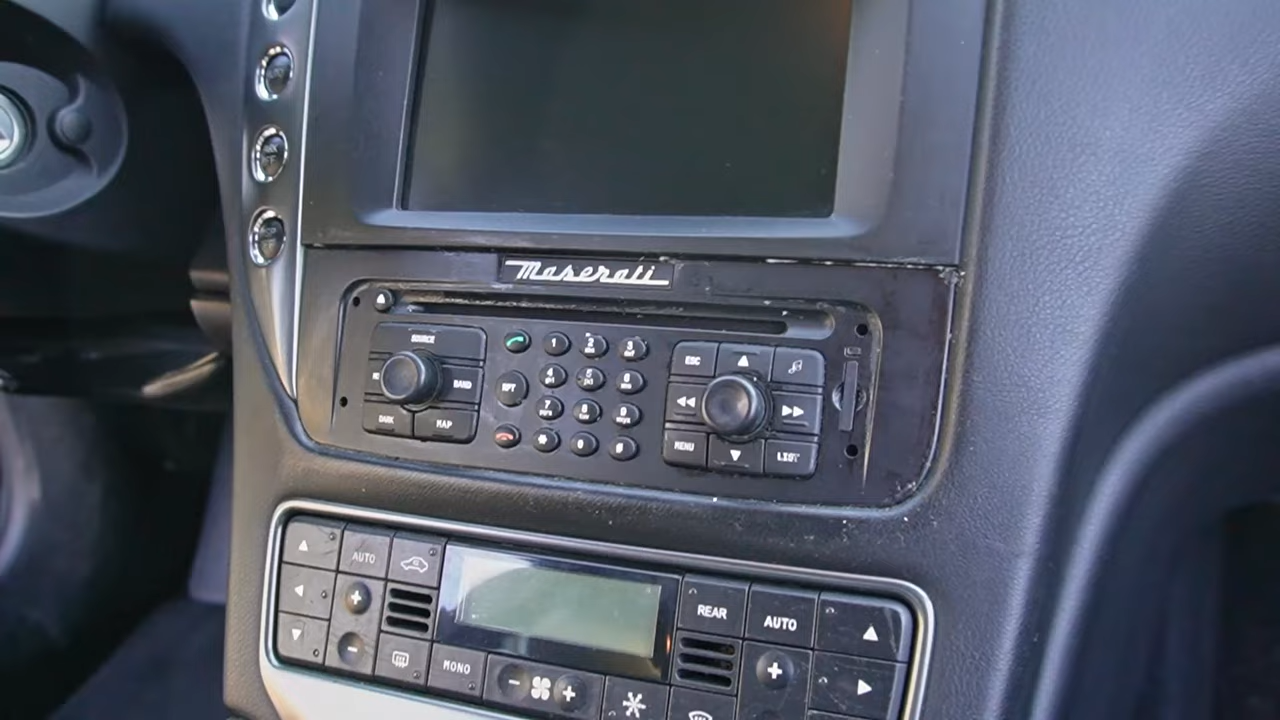 Maserati
SOURCE
1 2 3
ESC
4 5 6
RPT
BAND
7 8 9
DARK MAP
* 0 #
MENU LIST
AUTO
REAR AUTO
MONO